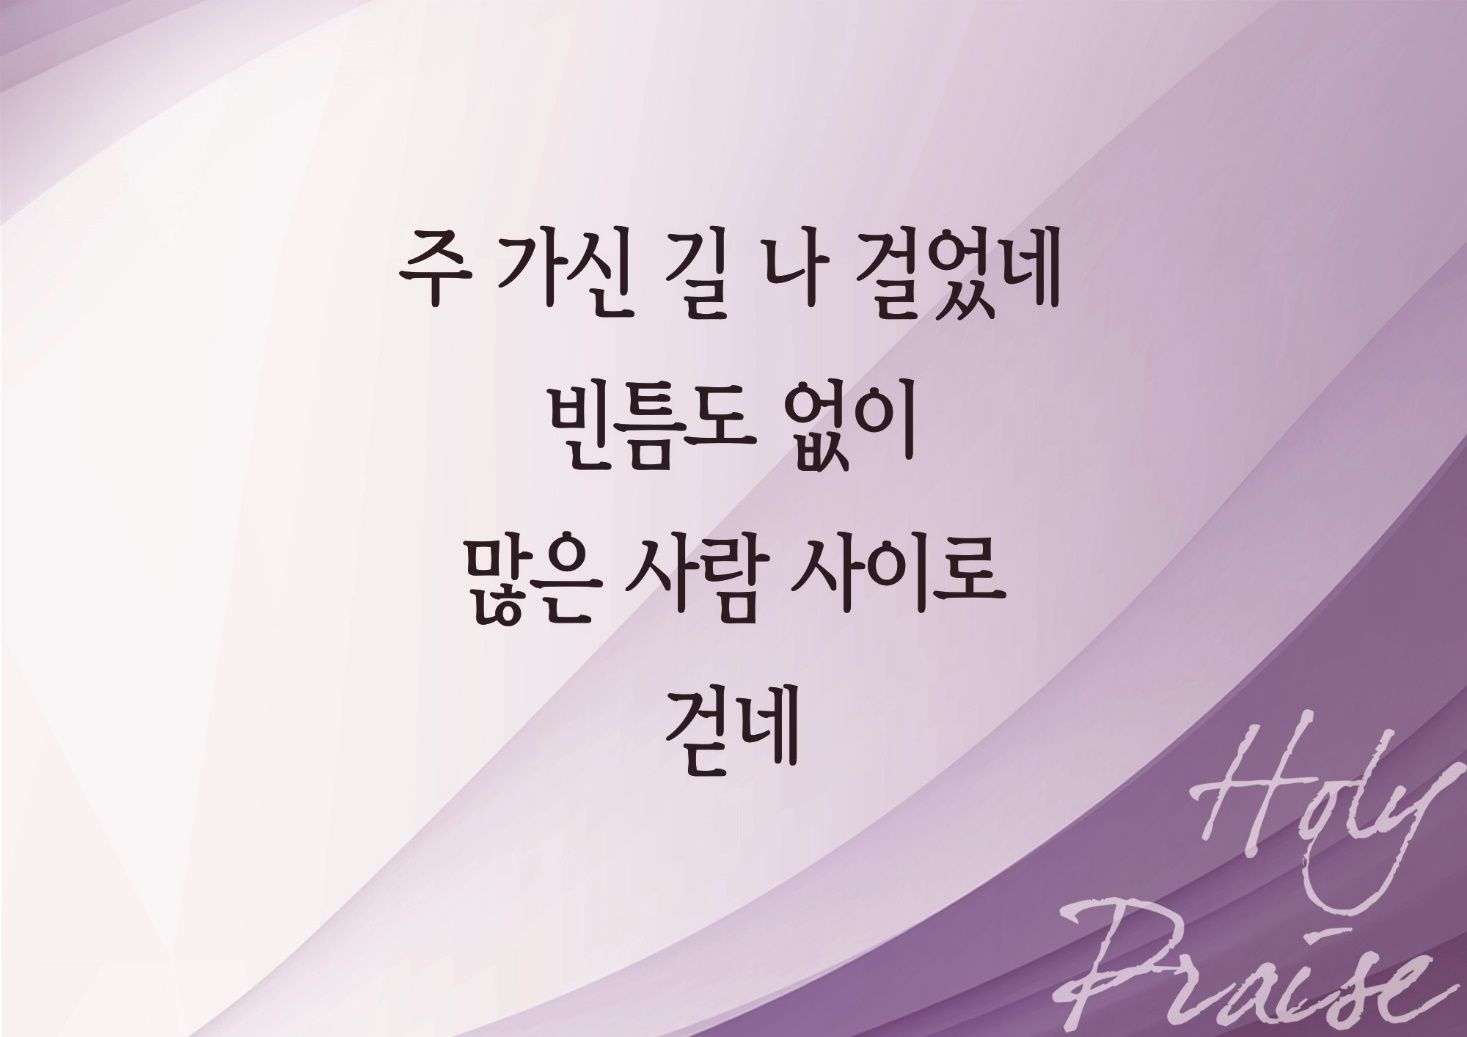 주 가신 길 나 걸었네
빈틈도 없이
많은 사람 사이로
걷네
Holy
Praise